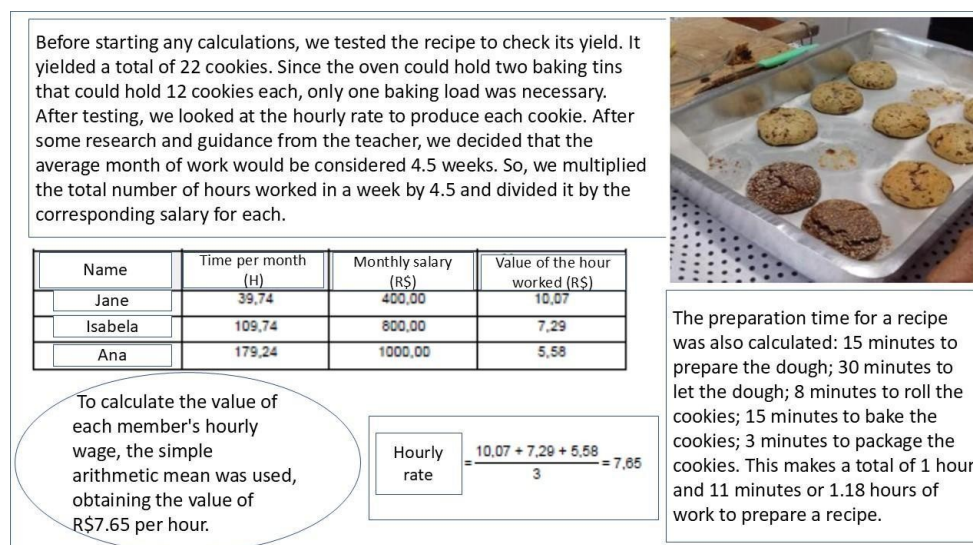 Before starting any calculations, we tested the recipe to check its yield. It
yielded a total of 22 cookies. Since the oven could hold two baking tins
that could hold 12 cookies each, only one baking load was necessary.
After testing, we looked at the hourly rate to produce each cookie. After
some research and guidance from the teacher, we decided that the
average month of work would be considered 4.5 weeks. So, we multiplied
the total number of hours worked in a week by 4.5 and divided it by the
corresponding salary for each.
Name Time per month (H) Monthly salary (R$) Value of the hour worked (R$)
Jane 39,74 400,00 10,07
Isabela 109,74 800,00 7,29
Ana 179,24 1000,00 5,58
To calculate the value of
each member's hourly
wage, the simple
arithmetic mean was used,
obtaining the value of
R$7.65 per hour.
Hourly rate = 10,07 + 7,29 + 5,58 / 3 = 7,65
The preparation time for a recipe
was also calculated: 15 minutes to
prepare the dough; 30 minutes to
let the dough; 8 minutes to roll the
cookies; 15 minutes to bake the
cookies; 3 minutes to package the
cookies. This makes a total of 1 hour
and 11 minutes or 1.18 hours of
work to prepare a recipe.